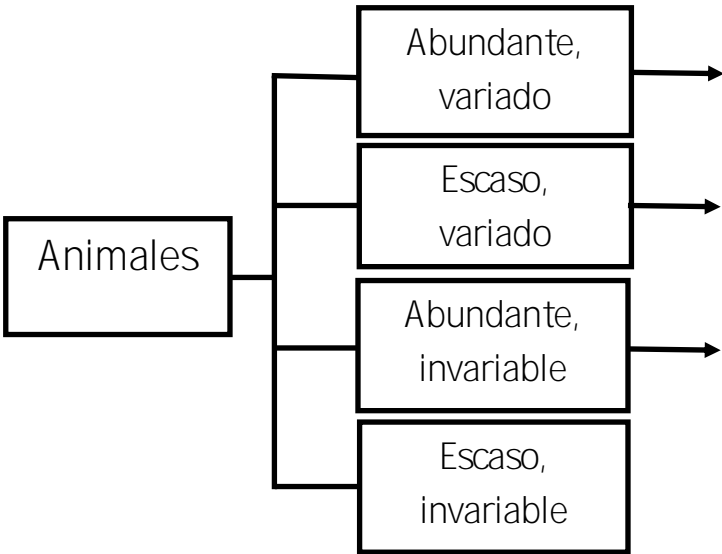 Abundante,
variado
Escaso,
variado
Animales
Abundante,
invariable
Escaso,
invariable